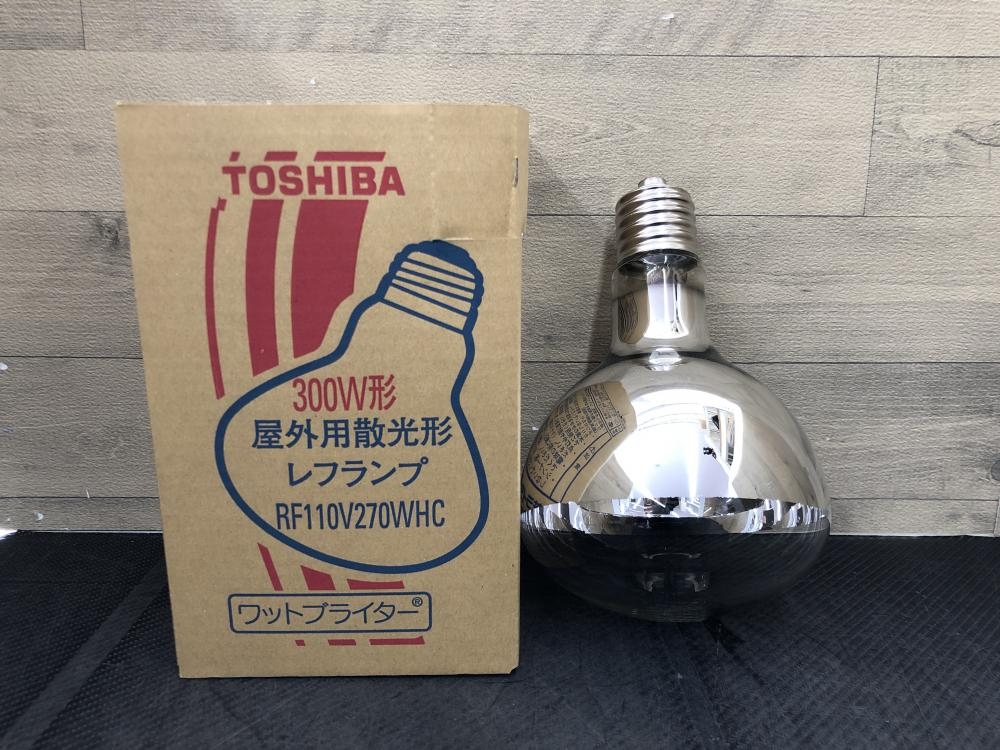 TOSHIBA
300W形
屋外用散光形
レフランプ
RF110V270WHC
ワットブライター®